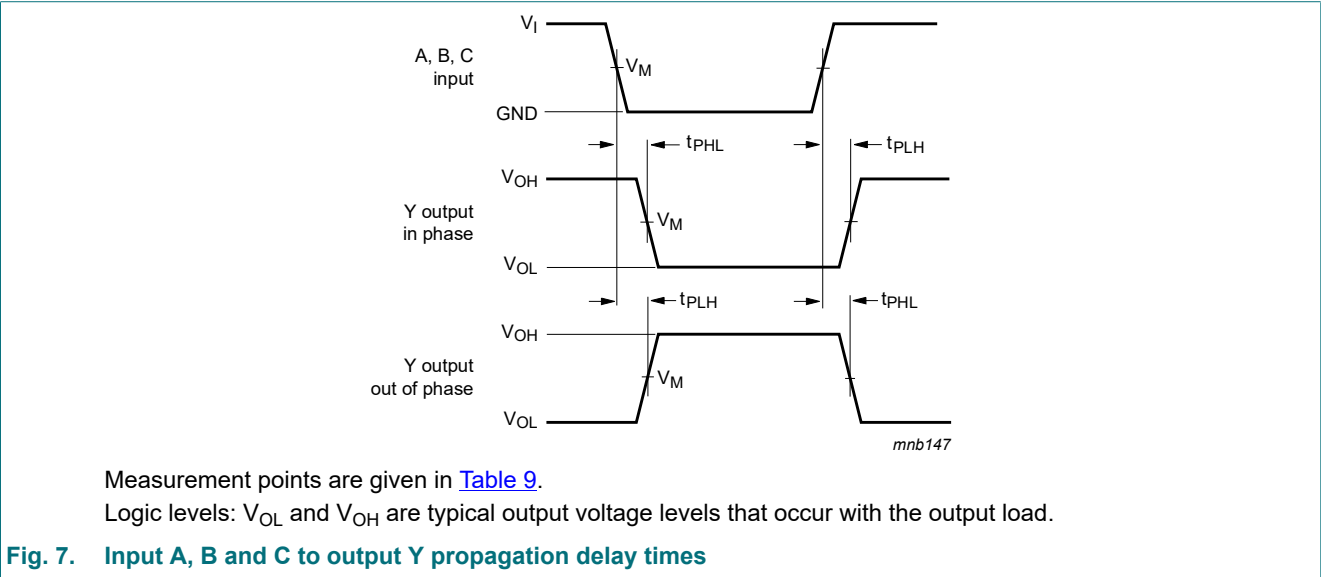 VI
A, B, C
input
VM
GND
tPHL
tPLH
VOH
Y output
in phase
VM
VOL
tPLH
tPHL
VOH
Y output
out of phase
VM
VOL
mnb147
Measurement points are given in Table 9.
Logic levels: VOL and VOH are typical output voltage levels that occur with the output load.
Fig. 7. Input A, B and C to output Y propagation delay times